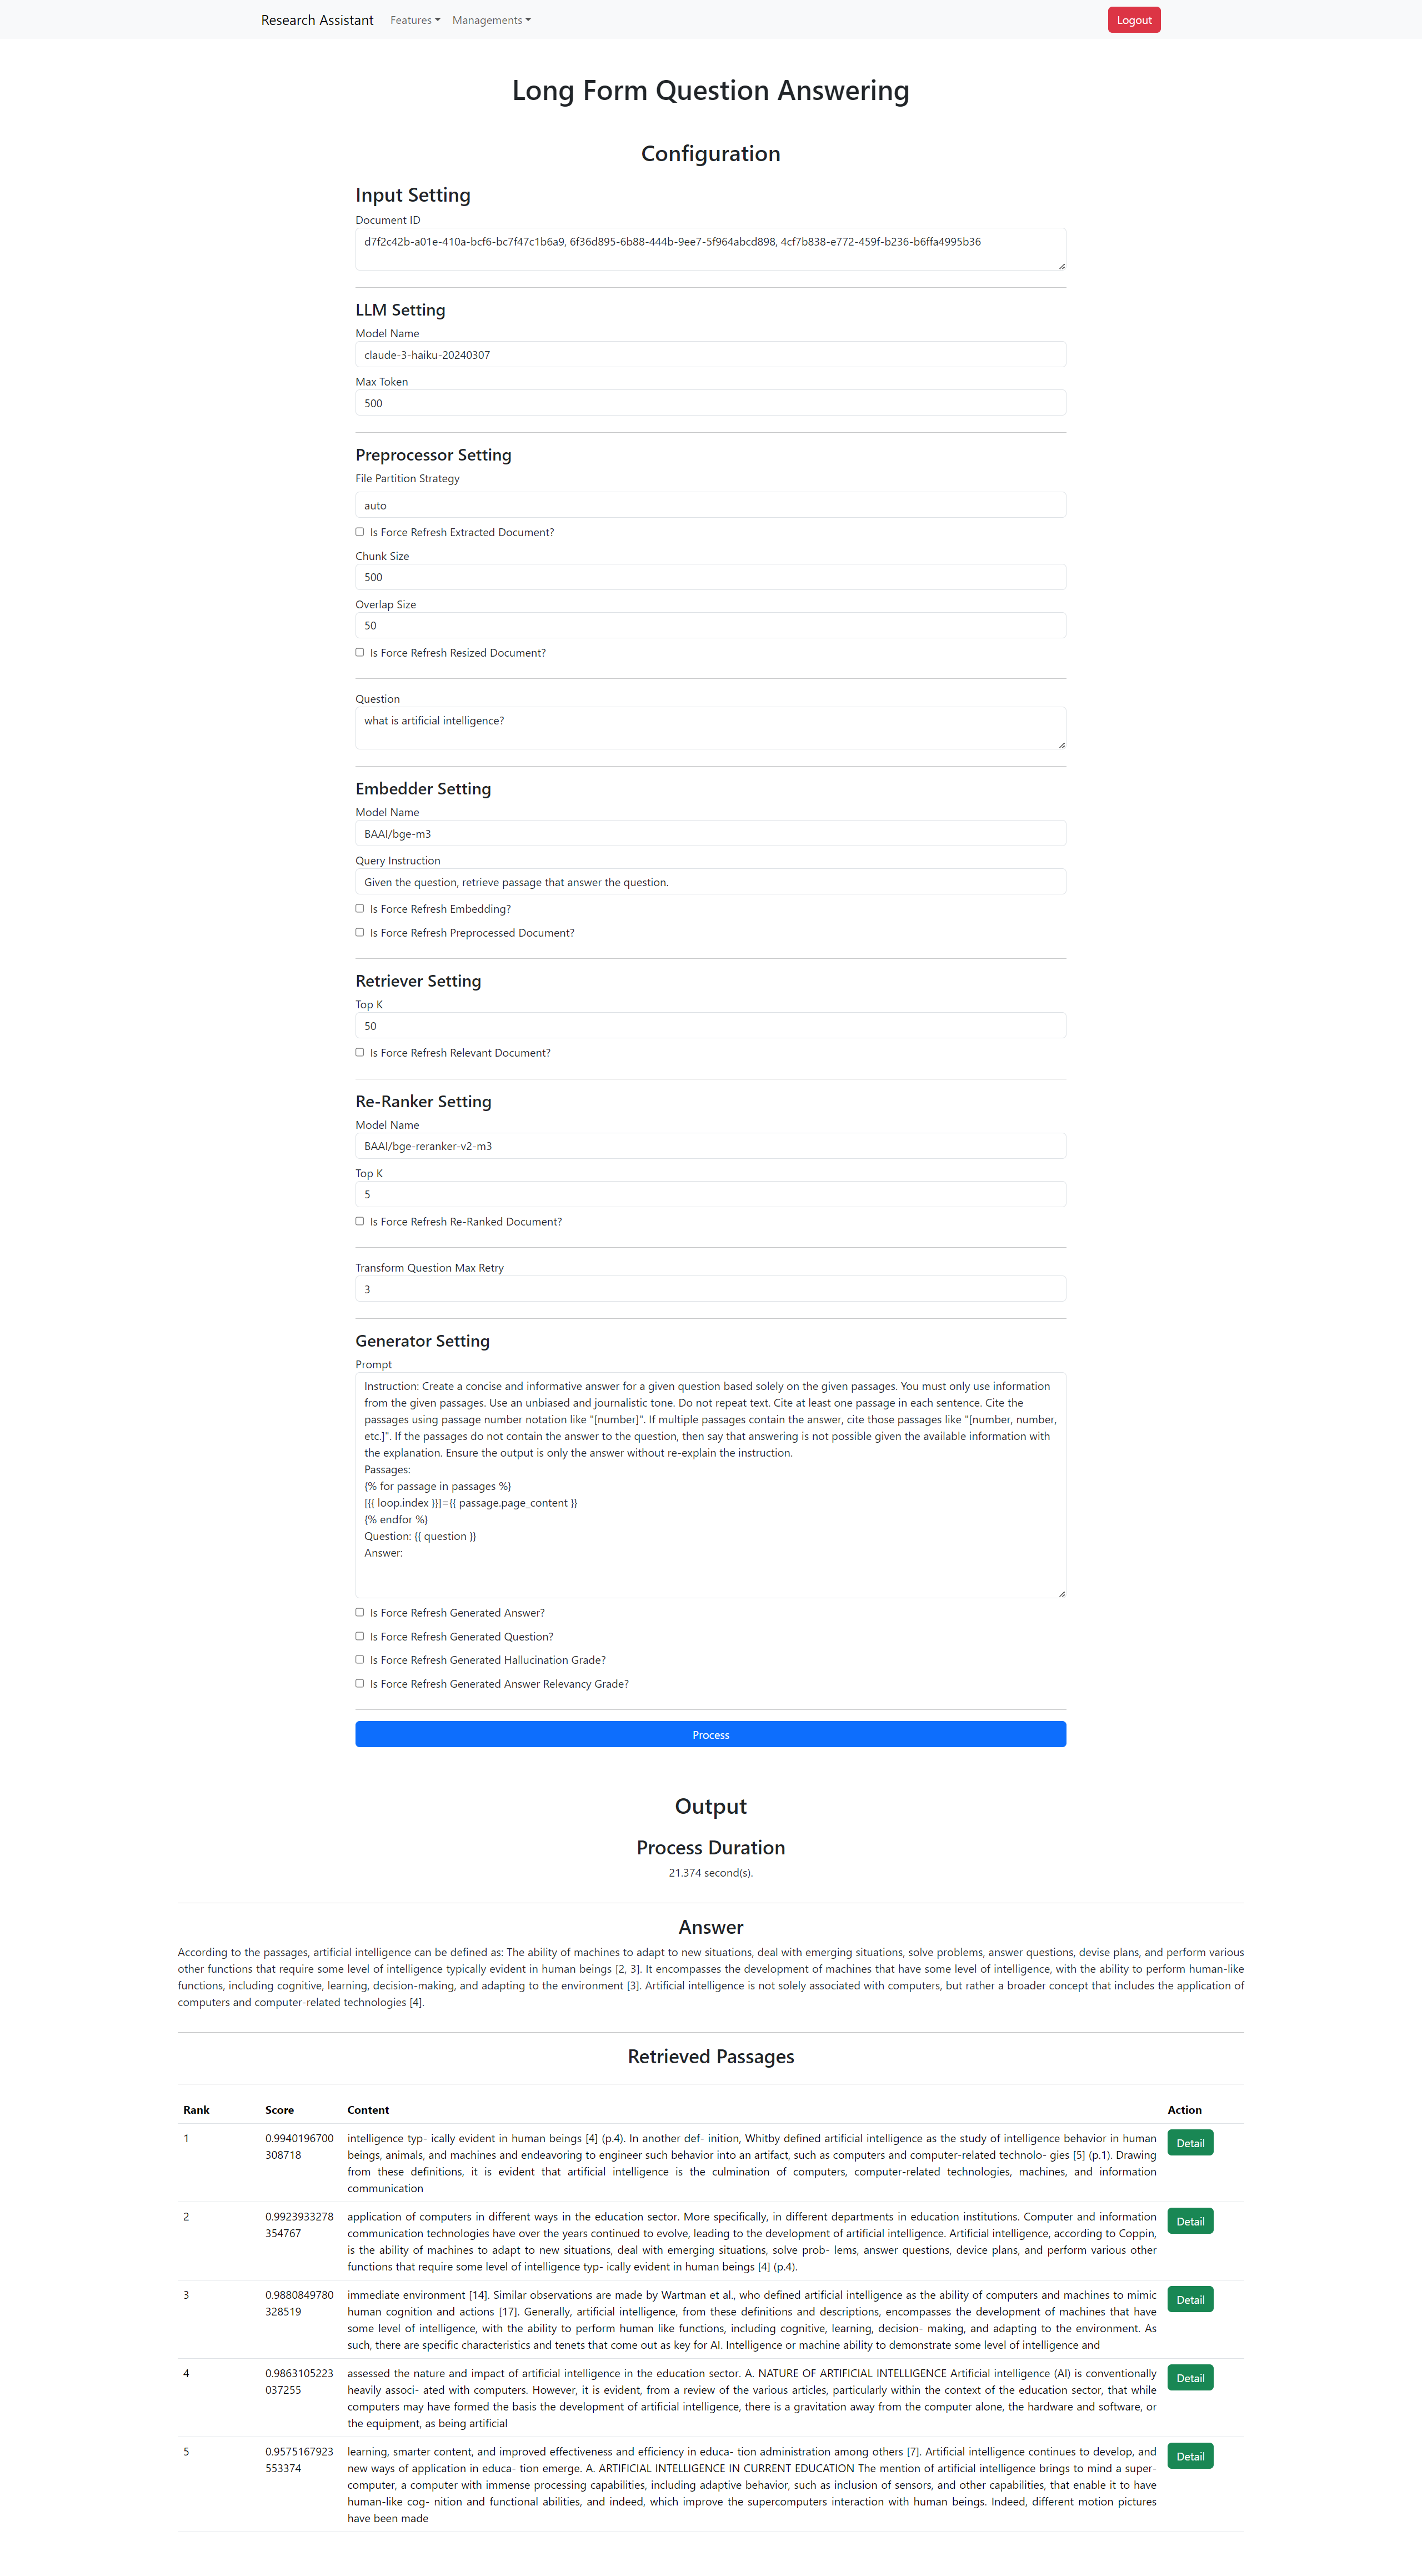 Research Assistant Features Managements Logout
Long Form Question Answering
Configuration
Input Setting
Document ID
d7f2c42b-a01e-410a-bcf6-bc7f47c1b6a9, 6f36d895-6b88-444b-9ee7-5f964abcd898, 4cf7b838-e772-459f-b236-b6ffa4995b36
LLM Setting
Model Name
claude-3-haiku-20240307
Max Token
500
Preprocessor Setting
File Partition Strategy
auto
Is Force Refresh Extracted Document?
Chunk Size
500
Overlap Size
50
Is Force Refresh Resized Document?
Question
what is artificial intelligence?
Embedder Setting
Model Name
BAAI/bge-m3
Query Instruction
Given the question, retrieve passage that answer the question.
Is Force Refresh Embedding?
Is Force Refresh Preprocessed Document?
Retriever Setting
Top K
50
Is Force Refresh Relevant Document?
Re-Ranker Setting
Model Name
BAAI/bge-reranker-v2-m3
Top K
5
Is Force Refresh Re-Ranked Document?
Transform Question Max Retry
3
Generator Setting
Prompt
Instruction: Create a concise and informative answer for a given question based solely on the given passages. You must only use information
from the given passages. Use an unbiased and journalistic tone. Do not repeat text. Cite at least one passage in each sentence. Cite the
passages using passage number notation like "[number]". If multiple passages contain the answer, cite those passages like "[number, number,
etc.]". If the passages do not contain the answer to the question, then say that answering is not possible given the available information with
the explanation. Ensure the output is only the answer without re-explain the instruction.
Passages:
{% for passage in passages %}
[{{ loop.index }}]={{ passage.page_content }}
{% endfor %}
Question: {{ question }}
Answer:
Is Force Refresh Generated Answer?
Is Force Refresh Generated Question?
Is Force Refresh Generated Hallucination Grade?
Is Force Refresh Generated Answer Relevancy Grade?
Process
Output
Process Duration
21.374 second(s).
Answer
According to the passages, artificial intelligence can be defined as: The ability of machines to adapt to new situations, deal with emerging situations, solve problems, answer questions, devise plans, and perform various
other functions that require some level of intelligence typically evident in human beings [2, 3]. It encompasses the development of machines that have some level of intelligence, with the ability to perform human-like
functions, including cognitive, learning, decision-making, and adapting to the environment [3]. Artificial intelligence is not solely associated with computers, but rather a broader concept that includes the application of
computers and computer-related technologies [4].
Retrieved Passages
Rank Score Content Action
1 0.9940196700 intelligence typ- ically evident in human beings [4] (p.4). In another def- inition, Whitby defined artificial intelligence as the study of intelligence behavior in human Detail
308718 beings, animals, and machines and endeavoring to engineer such behavior into an artifact, such as computers and computer-related technolo- gies [5] (p.1). Drawing
from these definitions, it is evident that artificial intelligence is the culmination of computers, computer-related technologies, machines, and information
communication
2 0.9923933278 application of computers in different ways in the education sector. More specifically, in different departments in education institutions. Computer and information Detail
354767 communication technologies have over the years continued to evolve, leading to the development of artificial intelligence. Artificial intelligence, according to Coppin,
is the ability of machines to adapt to new situations, deal with emerging situations, solve prob- lems, answer questions, device plans, and perform various other
functions that require some level of intelligence typ- ically evident in human beings [4] (p.4).
3 0.9880849780 immediate environment [14]. Similar observations are made by Wartman et al., who defined artificial intelligence as the ability of computers and machines to mimic Detail
328519 human cognition and actions [17]. Generally, artificial intelligence, from these definitions and descriptions, encompasses the development of machines that have
some level of intelligence, with the ability to perform human like functions, including cognitive, learning, decision- making, and adapting to the environment. As
such, there are specific characteristics and tenets that come out as key for AI. Intelligence or machine ability to demonstrate some level of intelligence and
4 0.9863105223 assessed the nature and impact of artificial intelligence in the education sector. A. NATURE OF ARTIFICIAL INTELLIGENCE Artificial intelligence (AI) is conventionally Detail
037255 heavily associ- ated with computers. However, it is evident, from a review of the various articles, particularly within the context of the education sector, that while
computers may have formed the basis the development of artificial intelligence, there is a gravitation away from the computer alone, the hardware and software, or
the equipment, as being artificial
5 0.9575167923 learning, smarter content, and improved effectiveness and efficiency in educa- tion administration among others [7]. Artificial intelligence continues to develop, and Detail
553374 new ways of application in educa- tion emerge. A. ARTIFICIAL INTELLIGENCE IN CURRENT EDUCATION The mention of artificial intelligence brings to mind a super-
computer, a computer with immense processing capabilities, including adaptive behavior, such as inclusion of sensors, and other capabilities, that enable it to have
human-like cog- nition and functional abilities, and indeed, which improve the supercomputers interaction with human beings. Indeed, different motion pictures
have been made